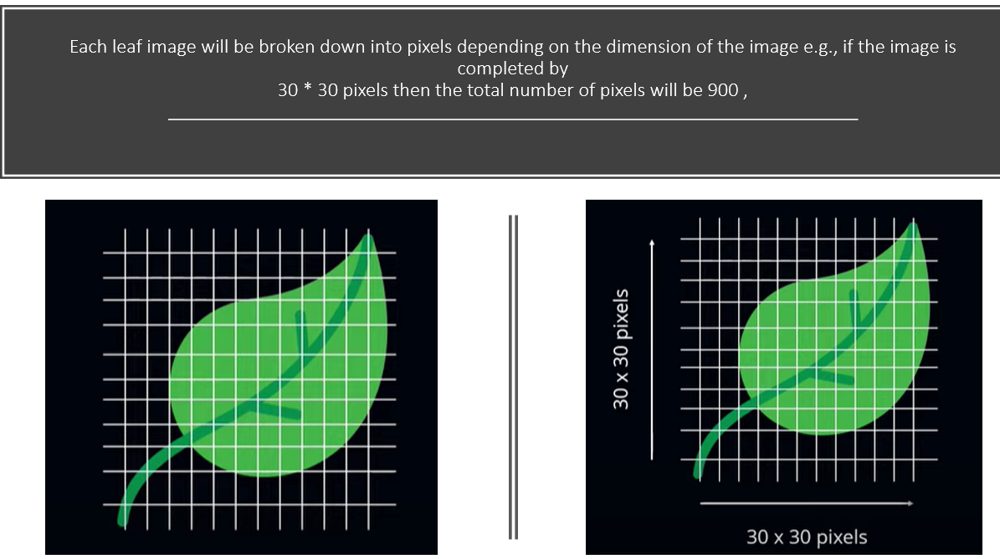 Each leaf image will be broken down into pixels depending on the dimension of the image e.g., if the image is
completed by
30 * 30 pixels then the total number of pixels will be 900 ,
30 x 30 pixels
30 x 30 pixels